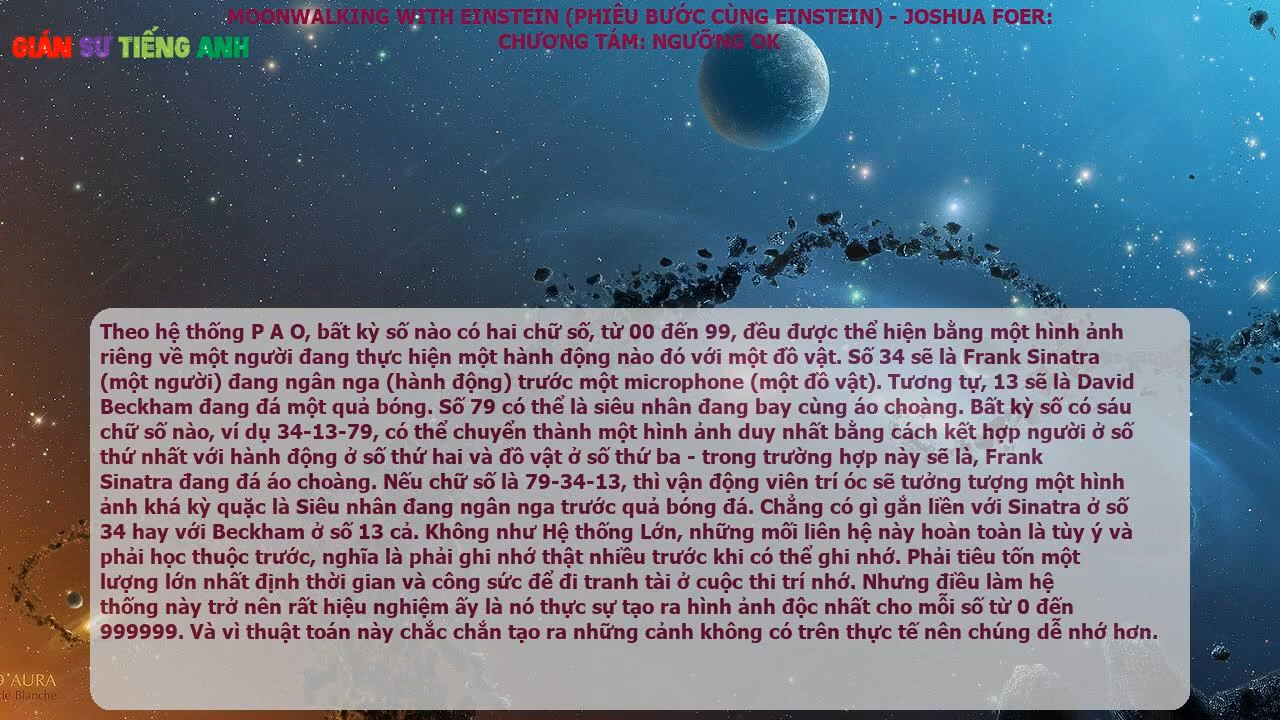 MOONWALKING WITH EINSTEIN (PHIÊU BƯỚC CÙNG EINSTEIN) - JOSHUA FOER:
CHƯƠNG TÁM: NGƯỠNG OK
GIÁN SỨ TIẾNG ANH
Theo hệ thống P A O, bất kỳ số nào có hai chữ số, từ 00 đến 99, đều được thể hiện bằng một hình ảnh
riêng về một người đang thực hiện một hành động nào đó với một đồ vật. Số 34 sẽ là Frank Sinatra
(một người) đang ngân nga (hành động) trước một microphone (một đồ vật). Tương tự, 13 sẽ là David
Beckham đang đá một quả bóng. Số 79 có thể là siêu nhân đang bay cùng áo choàng. Bất kỳ số có sáu
chữ số nào, ví dụ 34-13-79, có thể chuyển thành một hình ảnh duy nhất bằng cách kết hợp người ở số
thứ nhất với hành động ở số thứ hai và đồ vật ở số thứ ba - trong trường hợp này sẽ là, Frank
Sinatra đang đá áo choàng. Nếu chữ số là 79-34-13, thì vận động viên trí óc sẽ tưởng tượng một hình
ảnh khá kỳ quặc là Siêu nhân đang ngân nga trước quả bóng đá. Chẳng có gì gắn liền với Sinatra ở số
34 hay với Beckham ở số 13 cả. Không như Hệ thống Lớn, những mối liên hệ này hoàn toàn là tùy ý và
phải học thuộc trước, nghĩa là phải ghi nhớ thật nhiều trước khi có thể ghi nhớ. Phải tiêu tốn một
lượng lớn nhất định thời gian và công sức để đi tranh tài ở cuộc thi trí nhớ. Nhưng điều làm hệ
thống này trở nên rất hiệu nghiệm ấy là nó thực sự tạo ra hình ảnh độc nhất cho mỗi số từ 0 đến
999999. Và vì thuật toán này chắc chắn tạo ra những cảnh không có trên thực tế nên chúng dễ nhớ hơn.
D'AURA
de Blanche